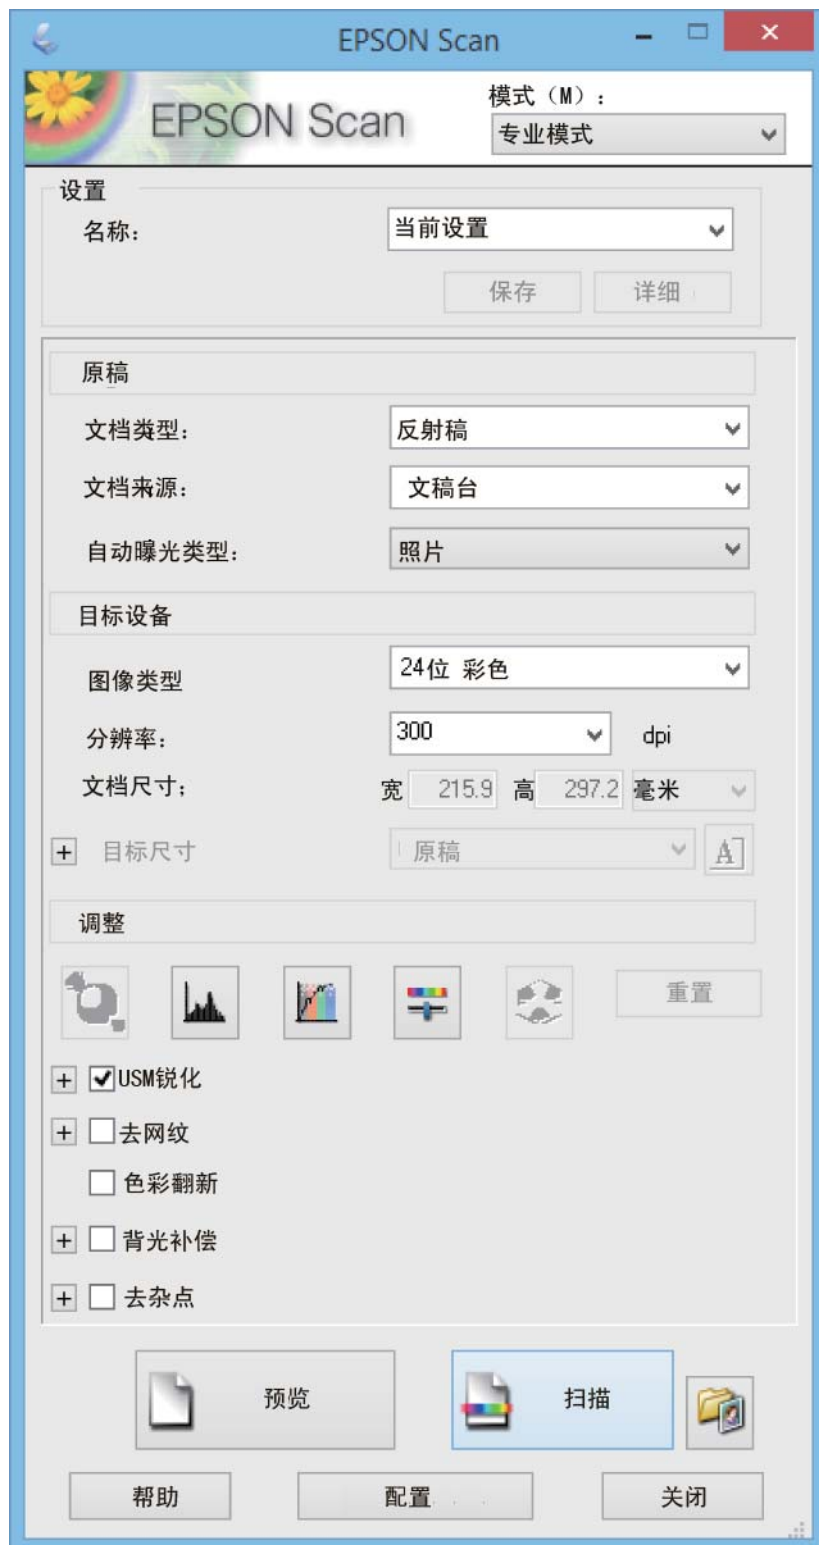 EPSON Scan
EPSON Scan
模式（M）：
专业模式
设置
名称：
当前设置
保存
详细
原稿
文档类型：
反射稿
文档来源：
文稿台
自动曝光类型：
照片
目标设备
图像类型
24位 彩色
分辨率：
300
dpi
文档尺寸；
宽 215.9 高 297.2 毫米
+ 目标尺寸
原稿
A
调整
重置
+ USM锐化
+ 去网纹
色彩翻新
+ 背光补偿
+ 去杂点
预览
扫描
帮助
配置
关闭